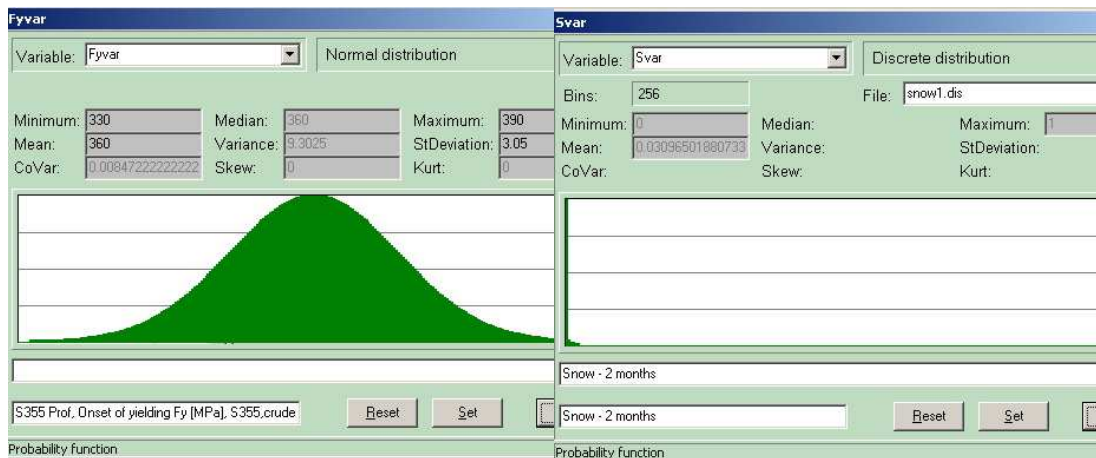 Fyvar
Variable: Fyvar Normal distribution
Minimum: 330 Median: 360 Maximum: 390
Mean: 360 Variance: 9.3025 StDeviation: 3.05
CoVar: 0.00847222222222 Skew: 0 Kurt: 0
S355 Prof, Onset of yielding Fy [MPa], S355,crude Reset Set
Probability function
Svar
Variable: Svar Discrete distribution
Bins: 256 File: snow1.dis
Minimum: 0 Median: Maximum: 1
Mean: 0.03096501880733 Variance: StDeviation:
CoVar: Skew: Kurt:
Snow - 2 months
Snow - 2 months Reset Set
Probability function